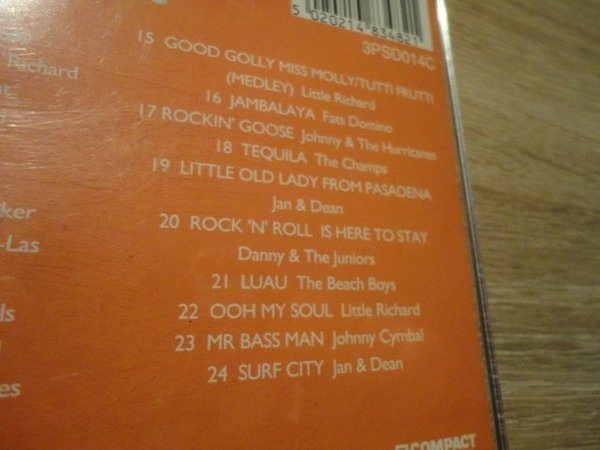 5 020214 834821
3PSD014C
15 GOOD GOLLY MISS MOLLY/TUTTI FRUTTI
(MEDLEY) Little Richard
16 JAMBALAYA Fats Domino
17 ROCKIN' GOOSE Johnny & The Hurricanes
18 TEQUILA The Champs
19 LITTLE OLD LADY FROM PASADENA
Jan & Dean
20 ROCK 'N' ROLL IS HERE TO STAY
Danny & The Juniors
21 LUAU The Beach Boys
22 OOH MY SOUL Little Richard
23 MR BASS MAN Johnny Cymbal
24 SURF CITY Jan & Dean
Richard
ker
-Las
ls
es
COMPACT